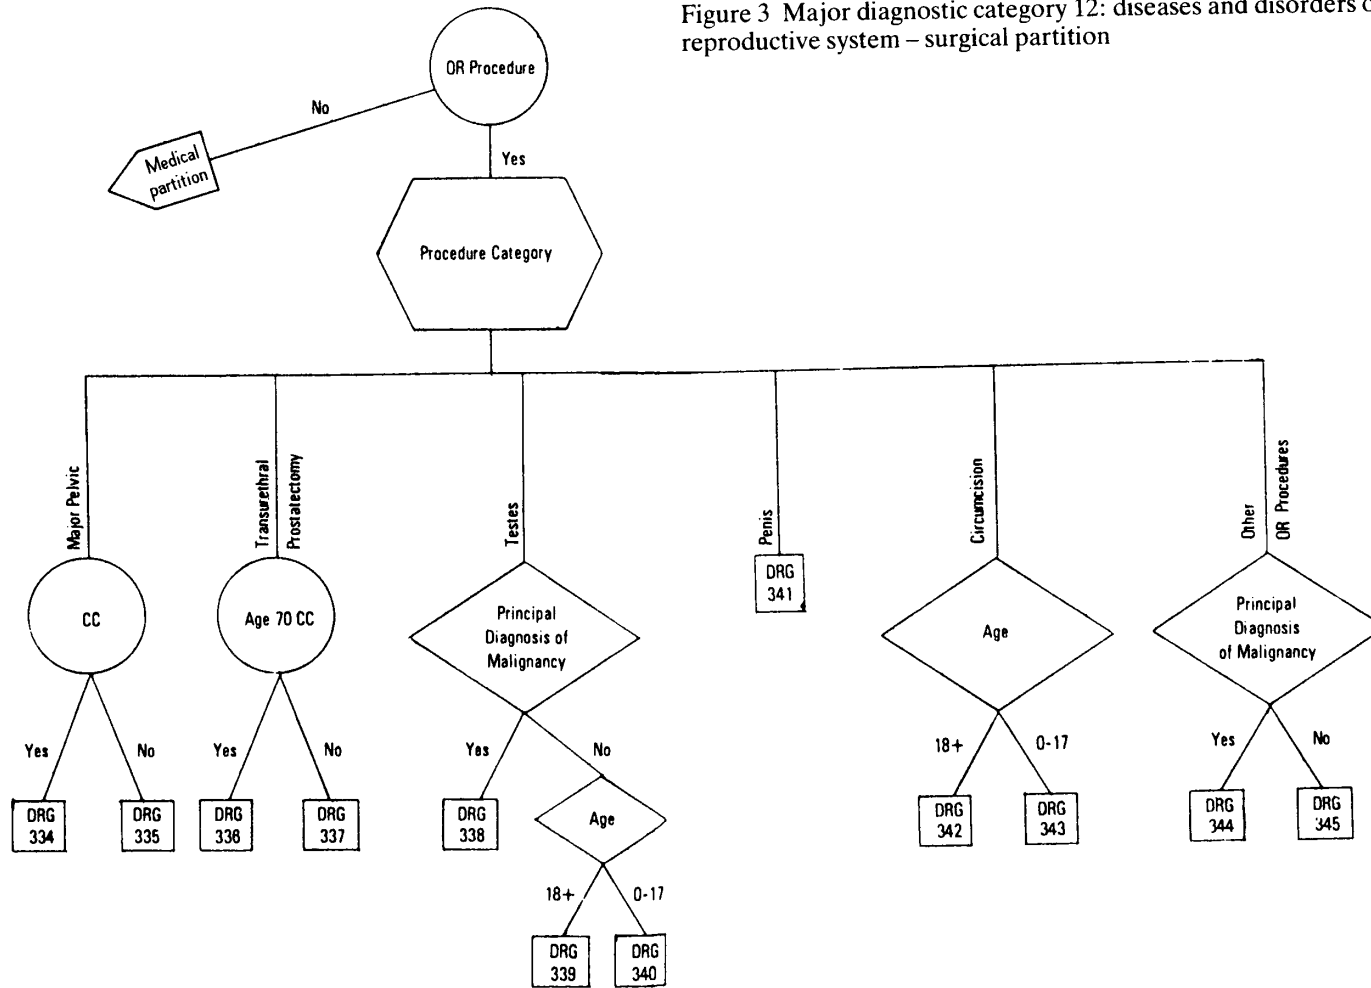 Figure 3 Major diagnostic category 12: diseases and disorders
reproductive system – surgical partition
OR Procedure
No
Medical
partition
Yes
Procedure Category
Major Pelvic
Transurethral
Prostatectomy
Testes
Penis
Circumcision
Other
OR Procedures
CC
Age 70 CC
Principal
Diagnosis of
Malignancy
DRG
341
Age
Principal
Diagnosis
of Malignancy
Yes
No
Yes
No
Yes
No
18+
0-17
Yes
No
DRG
334
DRG
335
DRG
336
DRG
337
DRG
338
Age
DRG
342
DRG
343
DRG
344
DRG
345
18+
0-17
DRG
339
DRG
340